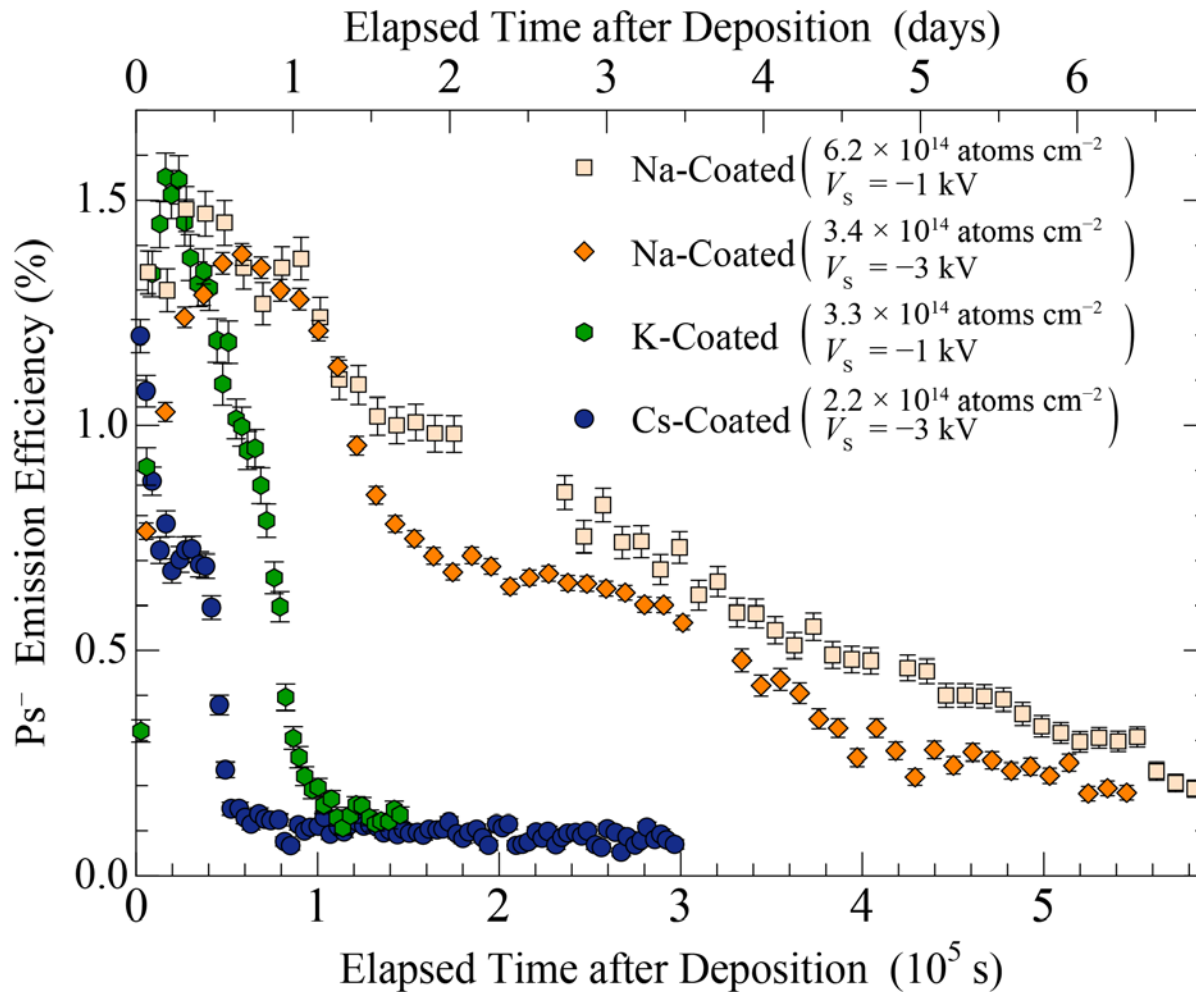 Elapsed Time after Deposition (days)
0 1 2 3 4 5 6
Ps⁻ Emission Efficiency (%)
1.5
1.0
0.5
0.0
Na-Coated ( 6.2 × 10¹⁴ atoms cm⁻²
V_S = −1 kV )
Na-Coated ( 3.4 × 10¹⁴ atoms cm⁻²
V_S = −3 kV )
K-Coated ( 3.3 × 10¹⁴ atoms cm⁻²
V_S = −1 kV )
Cs-Coated ( 2.2 × 10¹⁴ atoms cm⁻²
V_S = −3 kV )
0 1 2 3 4 5
Elapsed Time after Deposition (10⁵ s)